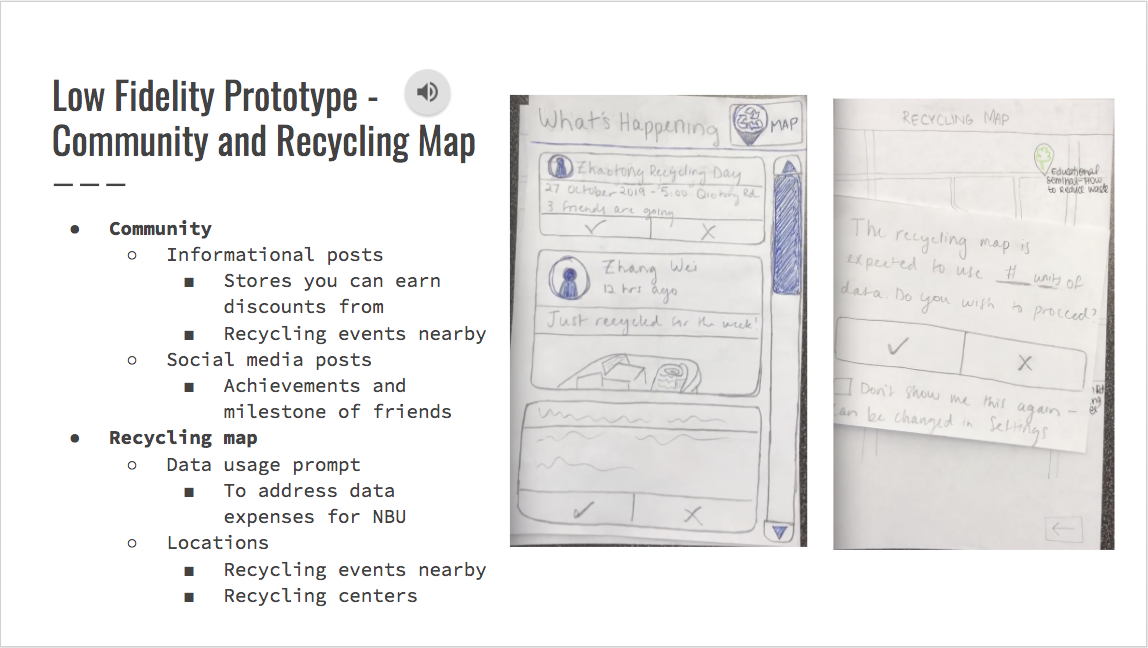 Low Fidelity Prototype -
Community and Recycling Map
Community
Informational posts
Stores you can earn
discounts from
Recycling events nearby
Social media posts
Achievements and
milestone of friends
Recycling map
Data usage prompt
To address data
expenses for NBU
Locations
Recycling events nearby
Recycling centers
What's Happening
MAP
Zhaotong Recycling Day
27 October 2019 - 5:00 Rd.
3 friends are going
Zhang Wei
12 hrs ago
Just recycled for the week!
RECYCLING MAP
Educational
Seminar - How
to reduce waste
The recycling map is
expected to use # units of
data. Do you wish to proceed?
Don't show me this again -
can be changed in Settings